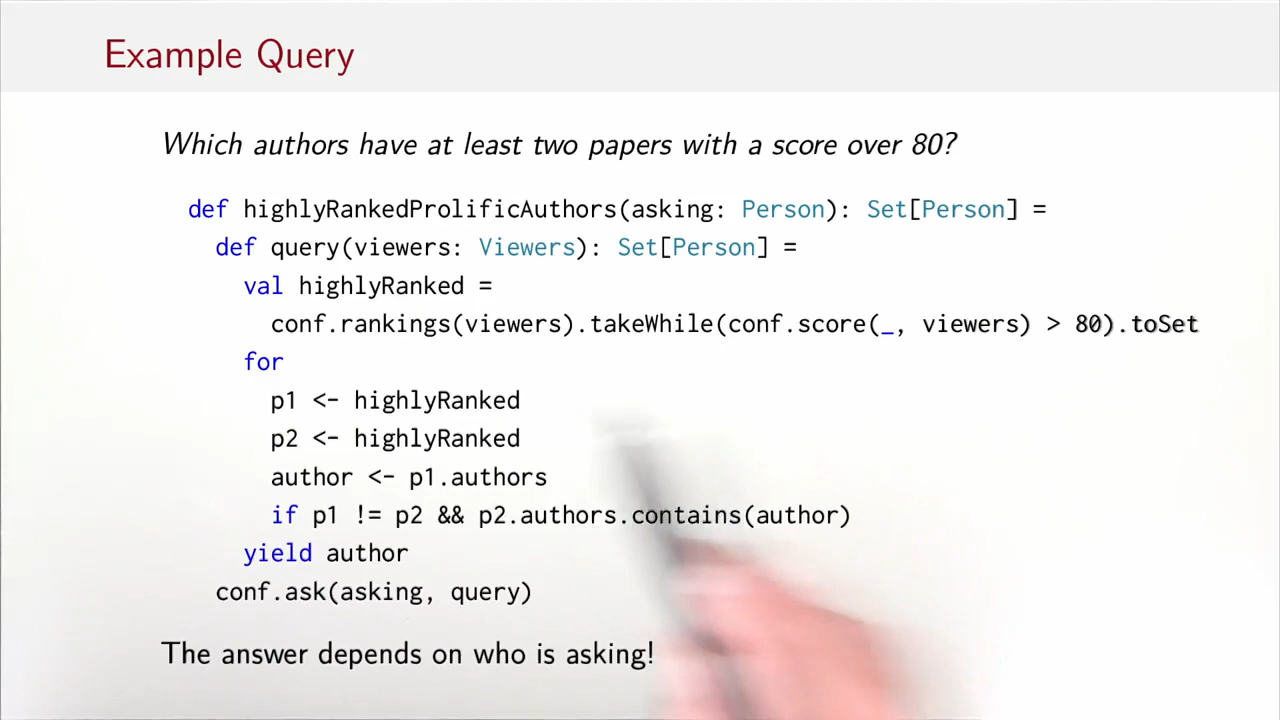 Example Query
Which authors have at least two papers with a score over 80?
def highlyRankedProlificAuthors(asking: Person): Set[Person] =
def query(viewers: Viewers): Set[Person] =
val highlyRanked =
conf.rankings(viewers).takeWhile(conf.score(_, viewers) > 80).toSet
for
p1 <- highlyRanked
p2 <- highlyRanked
author <- p1.authors
if p1 != p2 && p2.authors.contains(author)
yield author
conf.ask(asking, query)
The answer depends on who is asking!